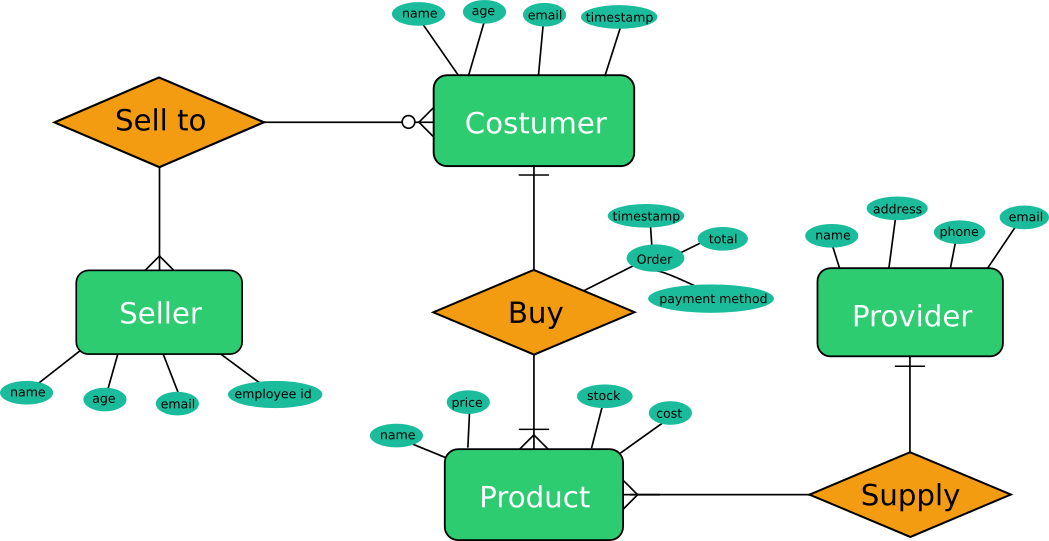 name
age
email
timestamp
Sell to
Costumer
timestamp
total
Order
payment method
address
name
phone
email
Seller
Buy
Provider
name
age
email
employee id
name
price
stock
cost
Product
Supply